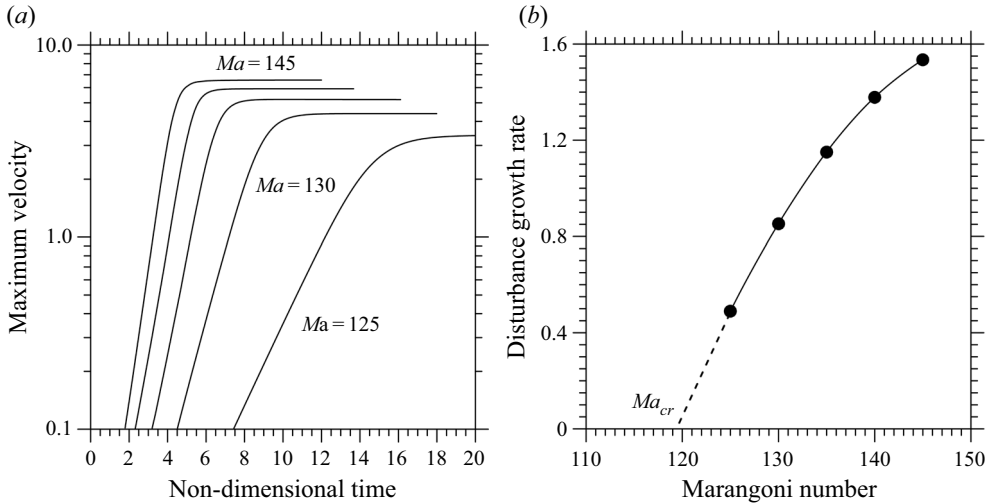 (a)
10.0
1.0
0.1
Maximum velocity
Ma = 145
Ma = 130
Ma = 125
0 2 4 6 8 10 12 14 16 18 20
Non-dimensional time
(b)
1.6
1.2
0.8
0.4
0
Disturbance growth rate
Ma_cr
110 120 130 140 150
Marangoni number